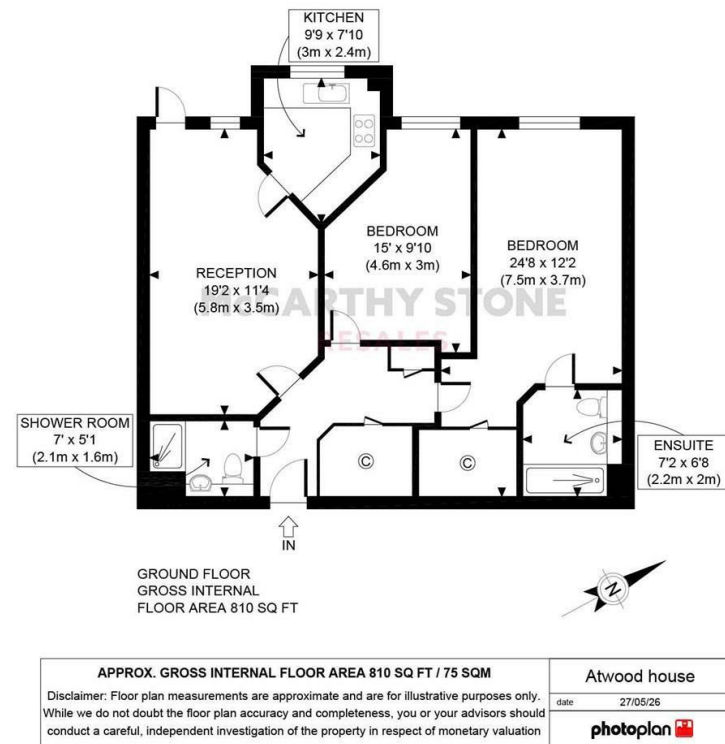 KITCHEN
9'9 x 7'10
(3m x 2.4m)
BEDROOM
15' x 9'10
(4.6m x 3m)
BEDROOM
24'8 x 12'2
(7.5m x 3.7m)
RECEPTION
19'2 x 11'4
(5.8m x 3.5m)
McCARTHY STONE
RESALES
SHOWER ROOM
7' x 5'1
(2.1m x 1.6m)
C
C
ENSUITE
7'2 x 6'8
(2.2m x 2m)
IN
N
GROUND FLOOR
GROSS INTERNAL
FLOOR AREA 810 SQ FT
APPROX. GROSS INTERNAL FLOOR AREA 810 SQ FT / 75 SQM
Disclaimer: Floor plan measurements are approximate and are for illustrative purposes only.
While we do not doubt the floor plan accuracy and completeness, you or your advisors should
conduct a careful, independent investigation of the property in respect of monetary valuation
Atwood house
date 27/05/26
photoplan